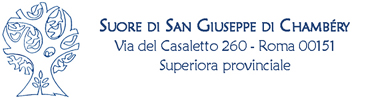 SUORE DI SAN GIUSEPPE DI CHAMBÉRY
Via del Casaletto 260 - Roma 00151
Superiora provinciale